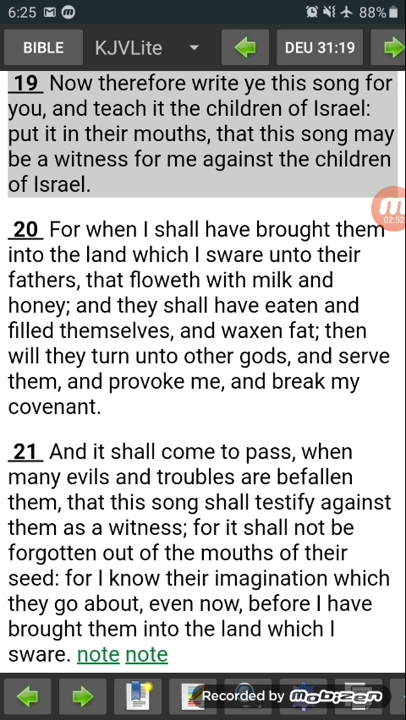 6:25 88%
BIBLE KJVLite DEU 31:19
19 Now therefore write ye this song for
you, and teach it the children of Israel:
put it in their mouths, that this song may
be a witness for me against the children
of Israel.
02:52
20 For when I shall have brought them
into the land which I sware unto their
fathers, that floweth with milk and
honey; and they shall have eaten and
filled themselves, and waxen fat; then
will they turn unto other gods, and serve
them, and provoke me, and break my
covenant.
21 And it shall come to pass, when
many evils and troubles are befallen
them, that this song shall testify against
them as a witness; for it shall not be
forgotten out of the mouths of their
seed: for I know their imagination which
they go about, even now, before I have
brought them into the land which I
sware. note note
Recorded by mobizen